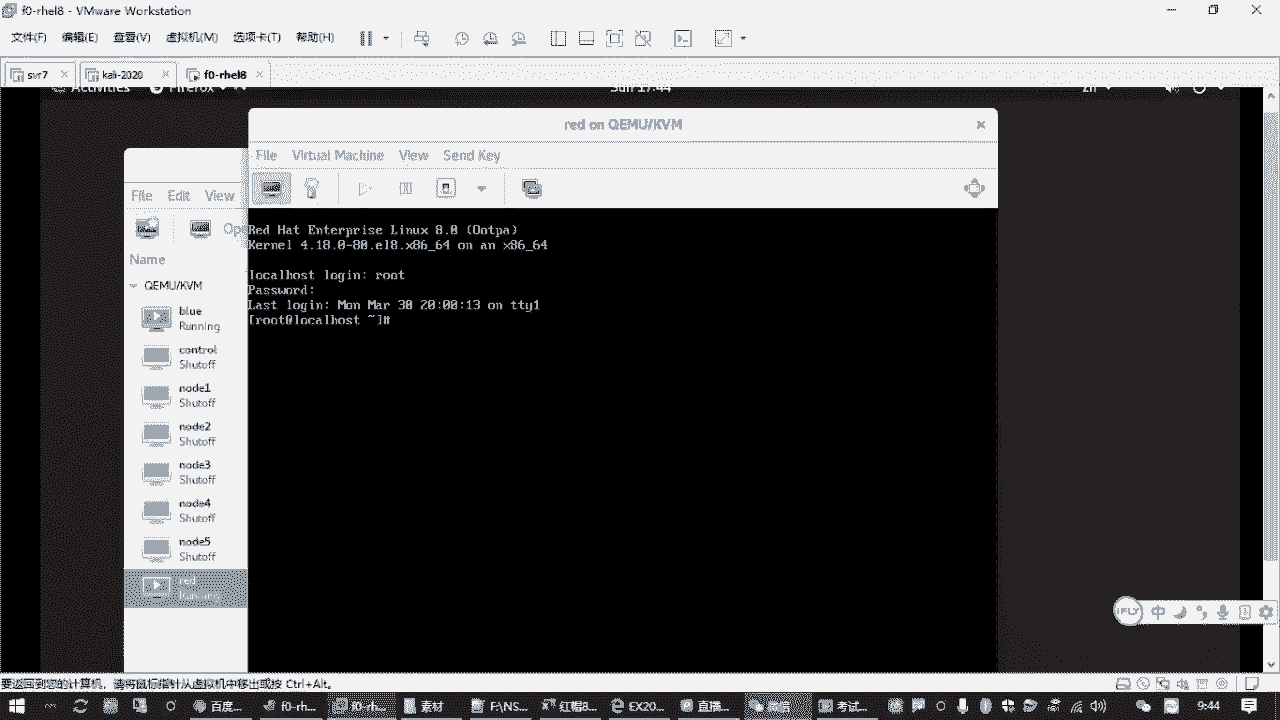 f0-rhel8 - VMware Workstation
文件(F) 编辑(E) 查看(V) 虚拟机(M) 选项卡(T) 帮助(H)
svr7 kali-2020 f0-rhel8
Activities Firefox Sun 17:44 zh
red on QEMU/KVM
File Virtual Machine View Send Key
File Edit View
Name
QEMU/KVM
blue
Running
control
Shutoff
node1
Shutoff
node2
Shutoff
node3
Shutoff
node4
Shutoff
node5
Shutoff
red
Red Hat Enterprise Linux 8.0 (Ootpa)
Kernel 4.18.0-80.el8.x86_64 on an x86_64
localhost login: root
Password:
Last login: Mon Mar 30 20:00:13 on tty1
[root@localhost ~]#
iFLY 中
要返回到您的计算机，请将鼠标指针从虚拟机中移出或按 Ctrl+Alt。
百度... f0-rh... f0-rh... 素材 F:\NS... 红帽8... EX20... 直播... 考试... 9:44